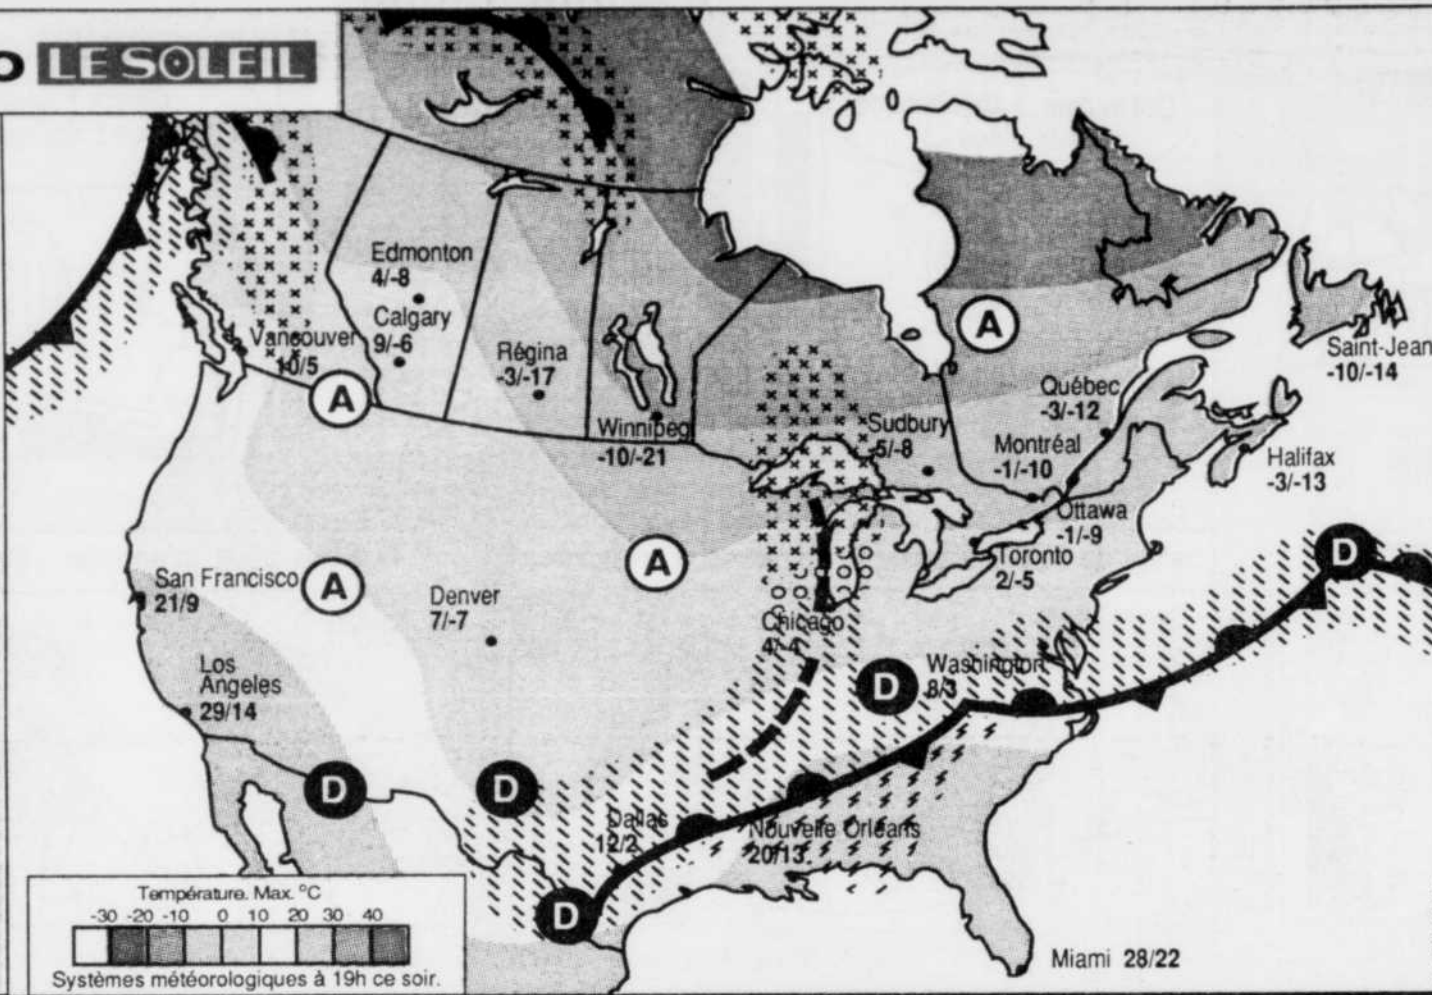 o LE SOLEIL
Edmonton
4/-8
Calgary
9/-6
Vancouver
10/5
Régina
-3/-17
Winnipeg
-10/-21
A
A
Saint-Jean
-10/-14
Québec
-3/-12
Sudbury
-5/-8
Montréal
-1/-10
Halifax
-3/-13
Ottawa
-1/-9
Toronto
2/-5
D
A
A
San Francisco
21/9
Denver
7/-7
Chicago
4/-4
Los
Angeles
29/14
D
Washington
8/3
D
D
Dallas
12/2
Nouvelle Orléans
20/13
D
Miami 28/22
Température. Max. °C
-30 -20 -10 0 10 20 30 40
Systèmes météorologiques à 19h ce soir.